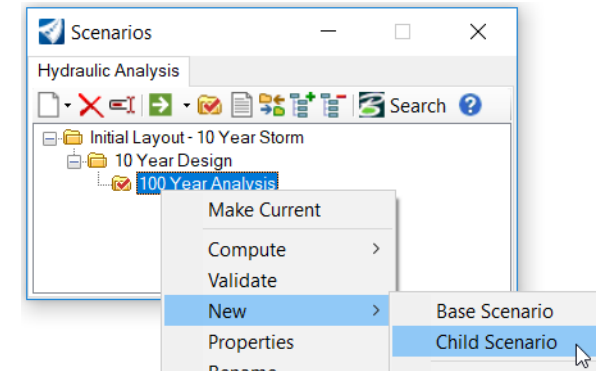 Scenarios
Hydraulic Analysis
Search
Initial Layout - 10 Year Storm
10 Year Design
100 Year Analysis
Make Current
Compute
Validate
New
Base Scenario
Properties
Child Scenario
Rename